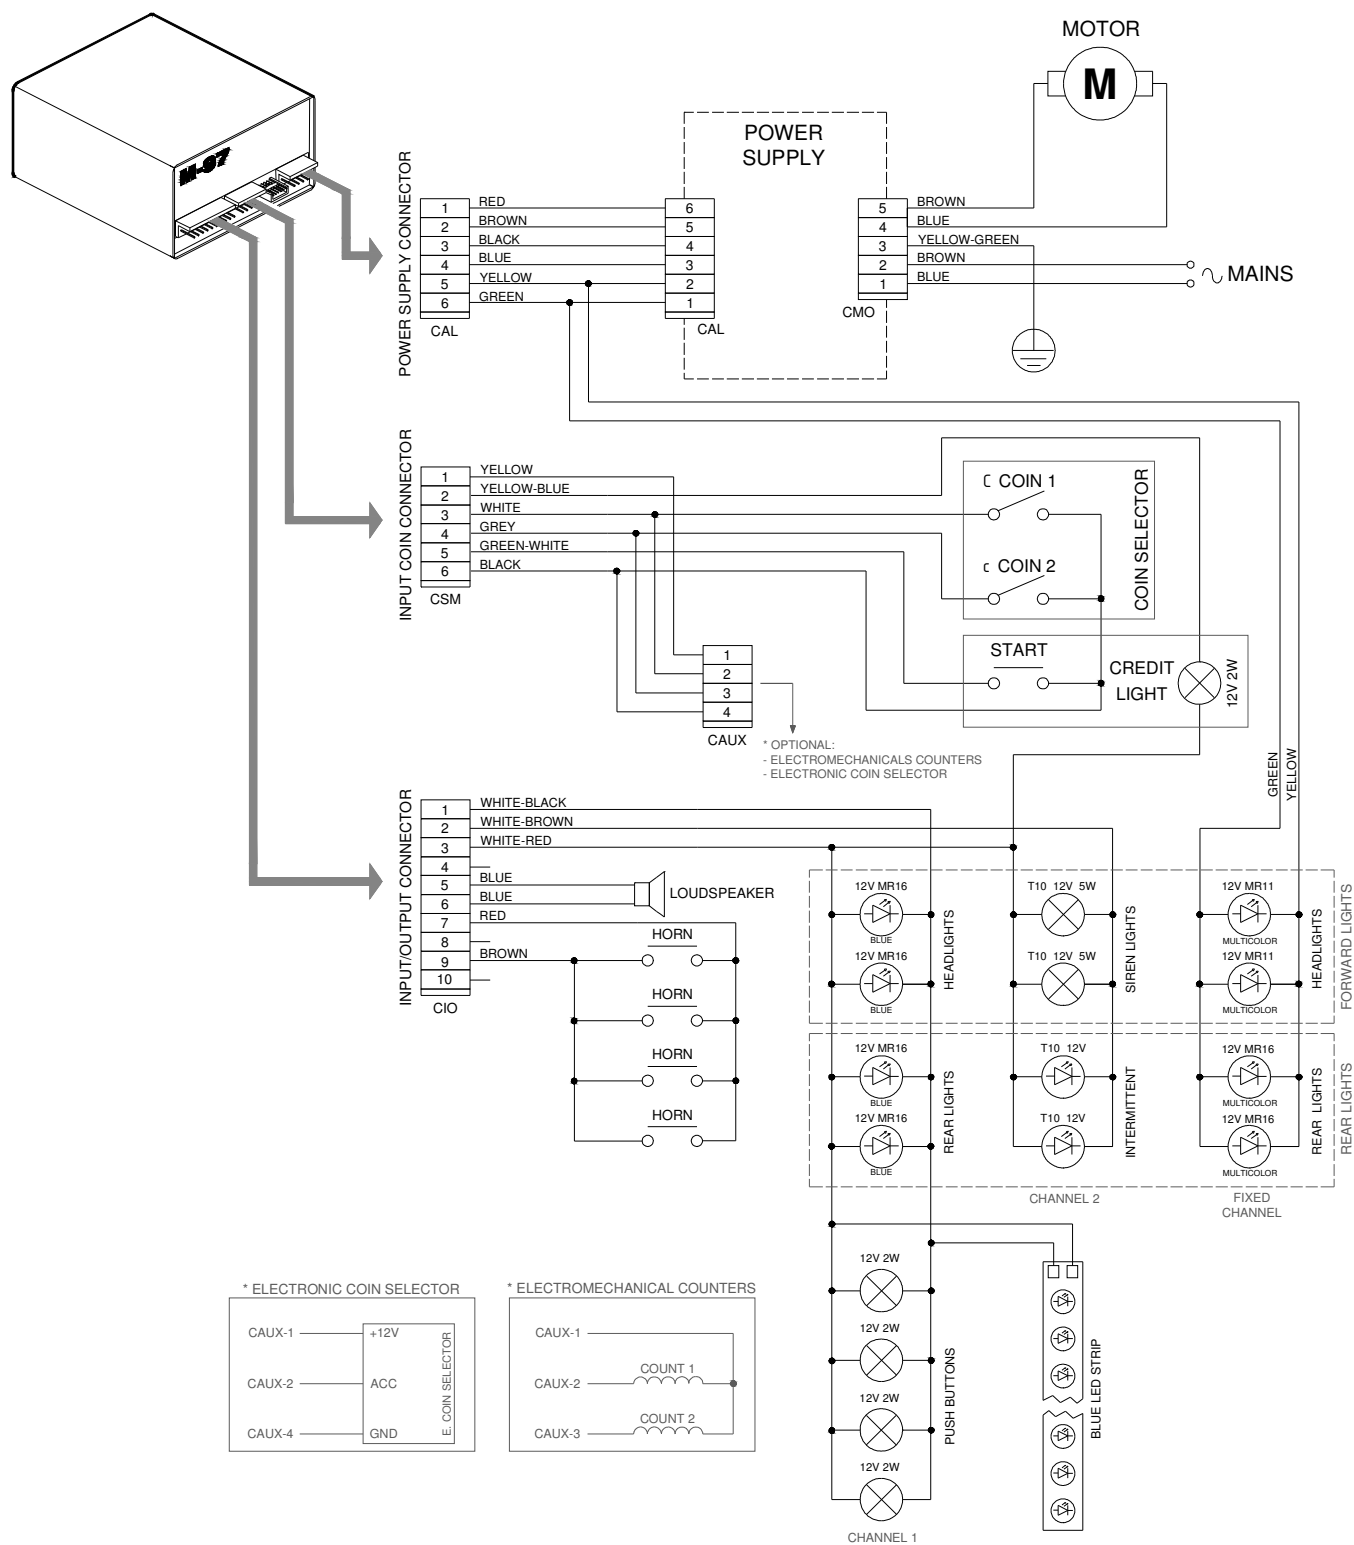 MOTOR
M
M-97
POWER SUPPLY
POWER SUPPLY CONNECTOR
1 RED 6
2 BROWN 5
3 BLACK 4
4 BLUE 3
5 YELLOW 2
6 GREEN 1
CAL
CAL
5 BROWN
4 BLUE
3 YELLOW-GREEN
2 BROWN
1 BLUE
CMO
MAINS
INPUT COIN CONNECTOR
1 YELLOW
2 YELLOW-BLUE
3 WHITE
4 GREY
5 GREEN-WHITE
6 BLACK
CSM
COIN 1
COIN 2
COIN SELECTOR
START
CREDIT LIGHT
12V 2W
1
2
3
4
CAUX
* OPTIONAL:
- ELECTROMECHANICALS COUNTERS
- ELECTRONIC COIN SELECTOR
GREEN
YELLOW
INPUT/OUTPUT CONNECTOR
1 WHITE-BLACK
2 WHITE-BROWN
3 WHITE-RED
4
5 BLUE
6 BLUE
7 RED
8
9 BROWN
10
CIO
LOUDSPEAKER
HORN
HORN
HORN
HORN
12V MR16
BLUE
12V MR16
BLUE
HEADLIGHTS
T10 12V 5W
T10 12V 5W
SIREN LIGHTS
12V MR11
MULTICOLOR
12V MR11
MULTICOLOR
HEADLIGHTS
FORWARD LIGHTS
12V MR16
BLUE
12V MR16
BLUE
REAR LIGHTS
T10 12V
T10 12V
INTERMITTENT
12V MR16
MULTICOLOR
12V MR16
MULTICOLOR
REAR LIGHTS
REAR LIGHTS
CHANNEL 2
FIXED CHANNEL
12V 2W
12V 2W
12V 2W
12V 2W
PUSH BUTTONS
BLUE LED STRIP
CHANNEL 1
* ELECTRONIC COIN SELECTOR
CAUX-1 +12V
CAUX-2 ACC
CAUX-4 GND
E. COIN SELECTOR
* ELECTROMECHANICAL COUNTERS
CAUX-1
CAUX-2 COUNT 1
CAUX-3 COUNT 2